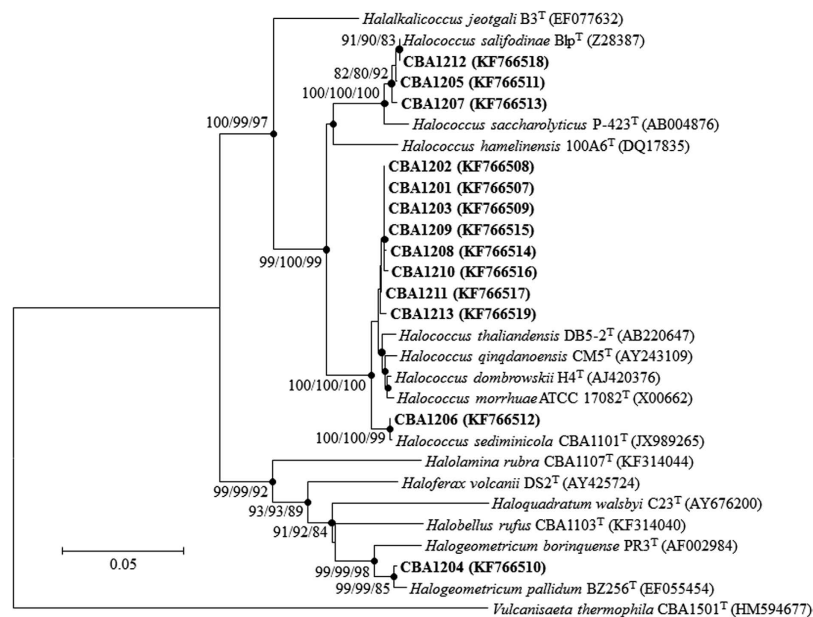 Halalkalicoccus jeotgali B3T (EF077632)
91/90/83 Halococcus salifodinae BlpT (Z28387)
CBA1212 (KF766518)
82/80/92 CBA1205 (KF766511)
100/100/100 CBA1207 (KF766513)
100/99/97 Halococcus saccharolyticus P-423T (AB004876)
Halococcus hamelinensis 100A6T (DQ17835)
CBA1202 (KF766508)
CBA1201 (KF766507)
CBA1203 (KF766509)
CBA1209 (KF766515)
CBA1208 (KF766514)
99/100/99 CBA1210 (KF766516)
CBA1211 (KF766517)
CBA1213 (KF766519)
Halococcus thaliandensis DB5-2T (AB220647)
Halococcus qinqdanoensis CM5T (AY243109)
100/100/100 Halococcus dombrowskii H4T (AJ420376)
Halococcus morrhuae ATCC 17082T (X00662)
CBA1206 (KF766512)
100/100/99 Halococcus sediminicola CBA1101T (JX989265)
Halolamina rubra CBA1107T (KF314044)
99/99/92 Haloferax volcanii DS2T (AY425724)
93/93/89 Haloquadratum walsbyi C23T (AY676200)
91/92/84 Halobellus rufus CBA1103T (KF314040)
Halogeometricum borinquense PR3T (AF002984)
99/99/98 CBA1204 (KF766510)
99/99/85 Halogeometricum pallidum BZ256T (EF055454)
Vulcanisaeta thermophila CBA1501T (HM594677)
0.05